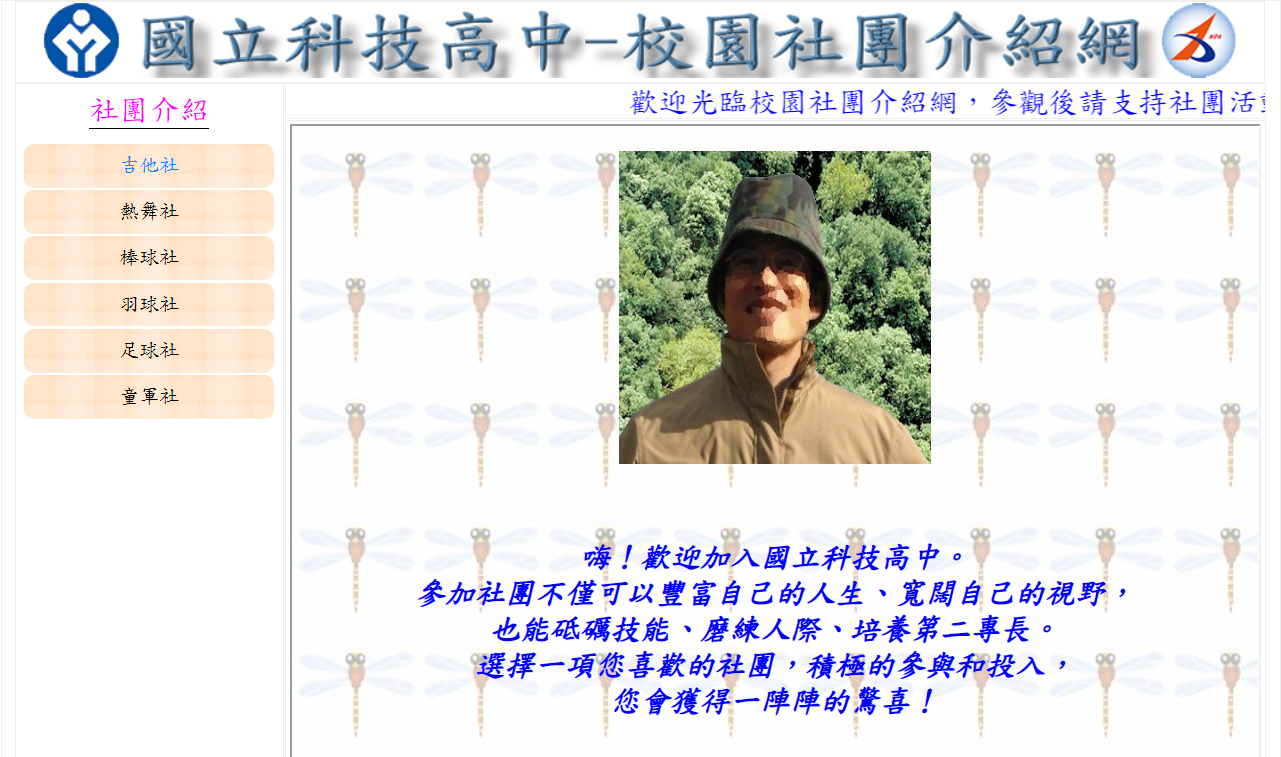 國立科技高中-校園社團介紹網
社團介紹
吉他社
熱舞社
棒球社
羽球社
足球社
童軍社
歡迎光臨校園社團介紹網，參觀後請支持社團活
嗨！歡迎加入國立科技高中。
參加社團不僅可以豐富自己的人生、寬闊自己的視野，
也能砥礪技能、磨練人際、培養第二專長。
選擇一項您喜歡的社團，積極的參與和投入，
您會獲得一陣陣的驚喜！